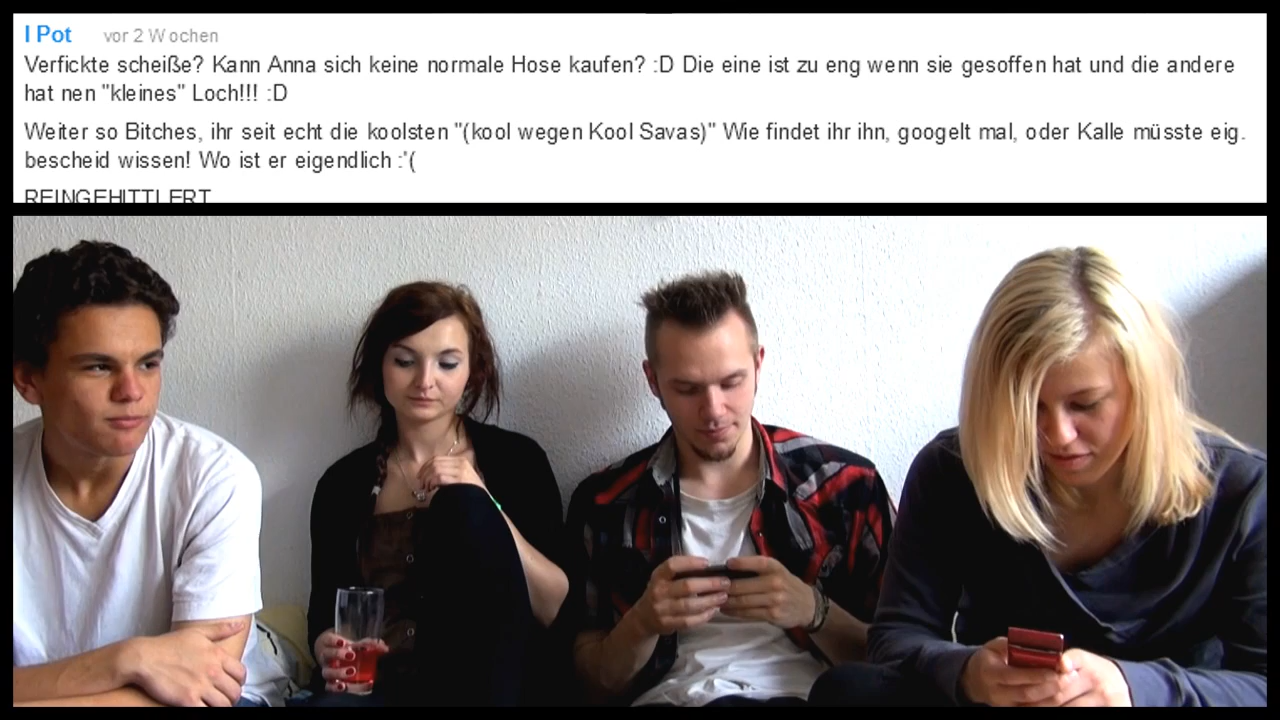 I Pot vor 2 Wochen
Verfickte scheiße? Kann Anna sich keine normale Hose kaufen? :D Die eine ist zu eng wenn sie gesoffen hat und die andere
hat nen "kleines" Loch!!! :D
Weiter so Bitches, ihr seit echt die koolsten "(kool wegen Kool Savas)" Wie findet ihr ihn, googelt mal, oder Kalle müsste eig.
bescheid wissen! Wo ist er eigendlich :'(
REINGEHITTLERT